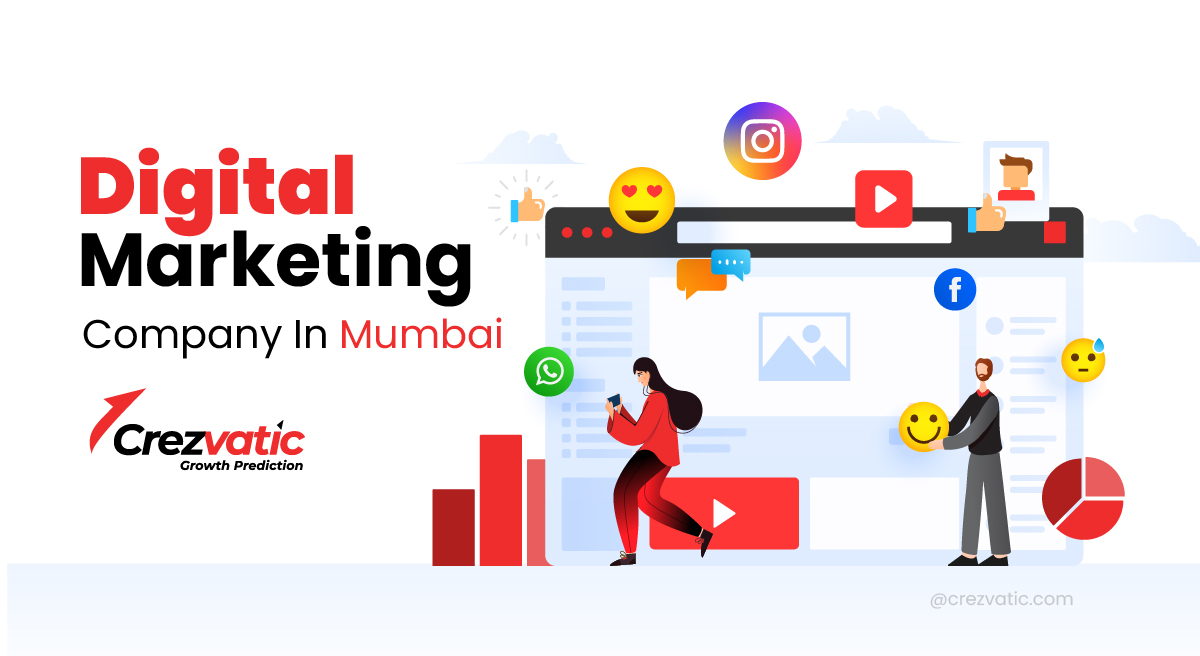 Digital
Marketing
Company In Mumbai
Crezvatic
Growth Prediction
@crezvatic.com